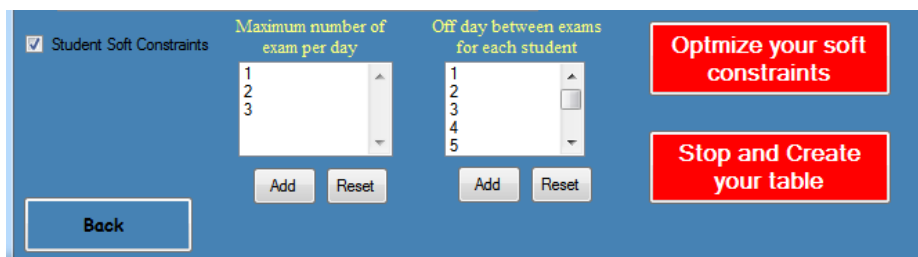 Student Soft Constraints
Maximum number of
exam per day
1
2
3
Add
Reset
Off day between exams
for each student
1
2
3
4
5
Add
Reset
Optmize your soft
constraints
Stop and Create
your table
Back